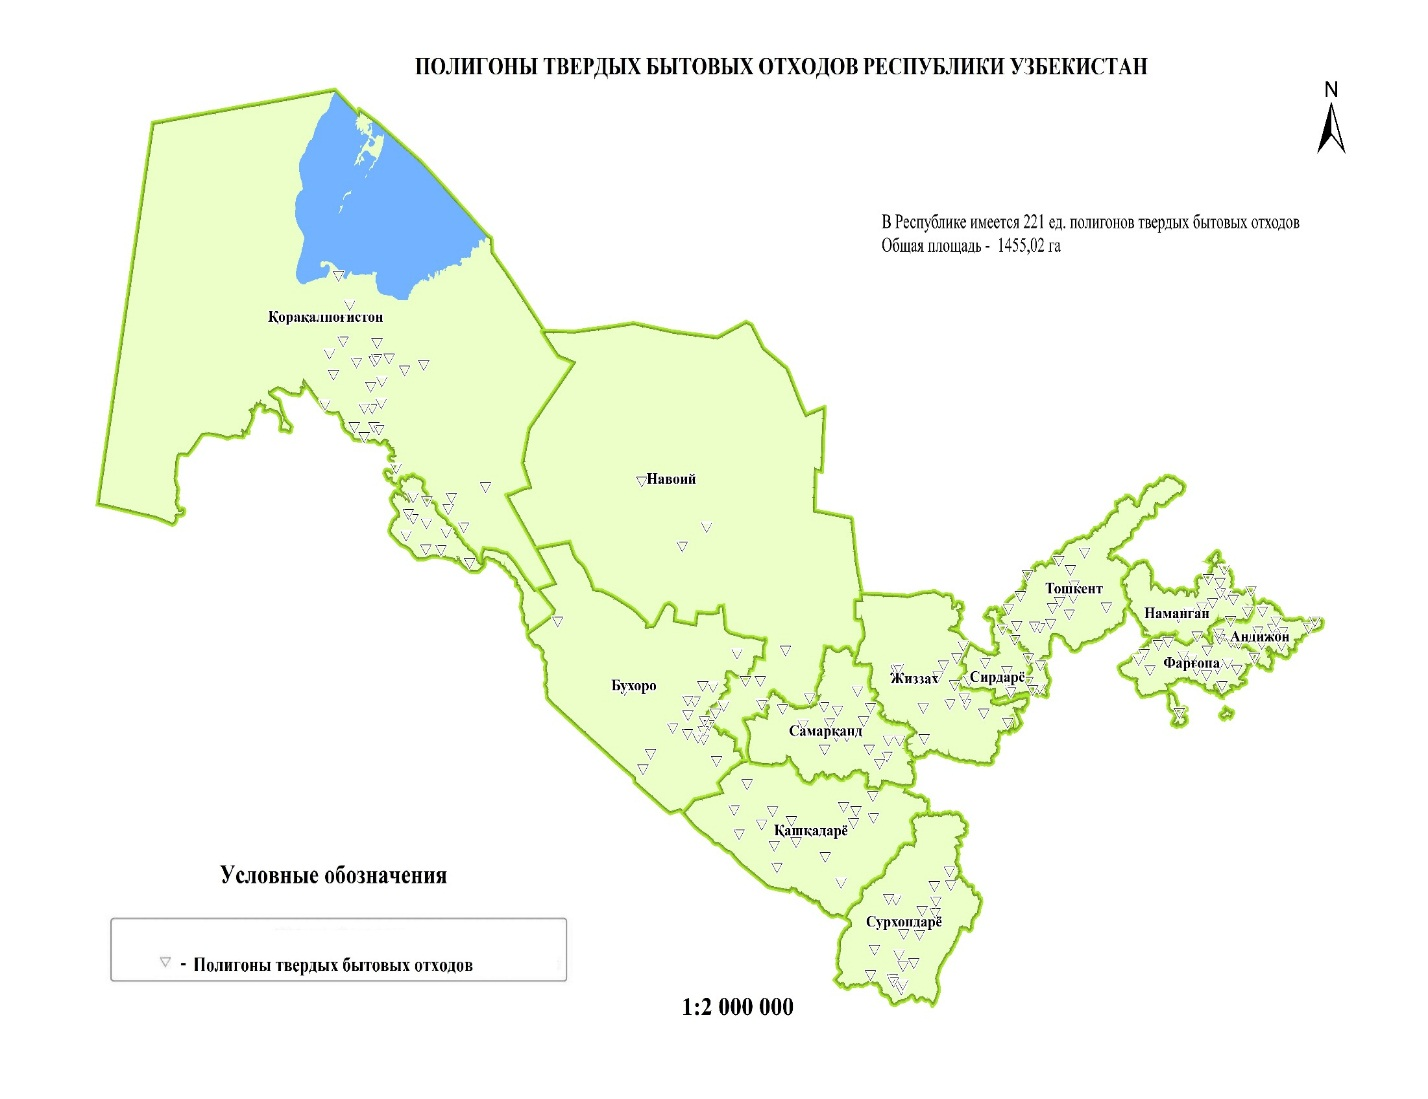 ПОЛИГОНЫ ТВЕРДЫХ БЫТОВЫХ ОТХОДОВ РЕСПУБЛИКИ УЗБЕКИСТАН
N
В Республике имеется 221 ед. полигонов твердых бытовых отходов
Общая площадь - 1455,02 га
Қорақалпоғистон
Навоий
Тошкент
Наманган
Андижон
Фарғона
Жиззах
Сирдарё
Бухоро
Самарқанд
Қашқадарё
Сурхондарё
Условные обозначения
- Полигоны твердых бытовых отходов
1:2 000 000